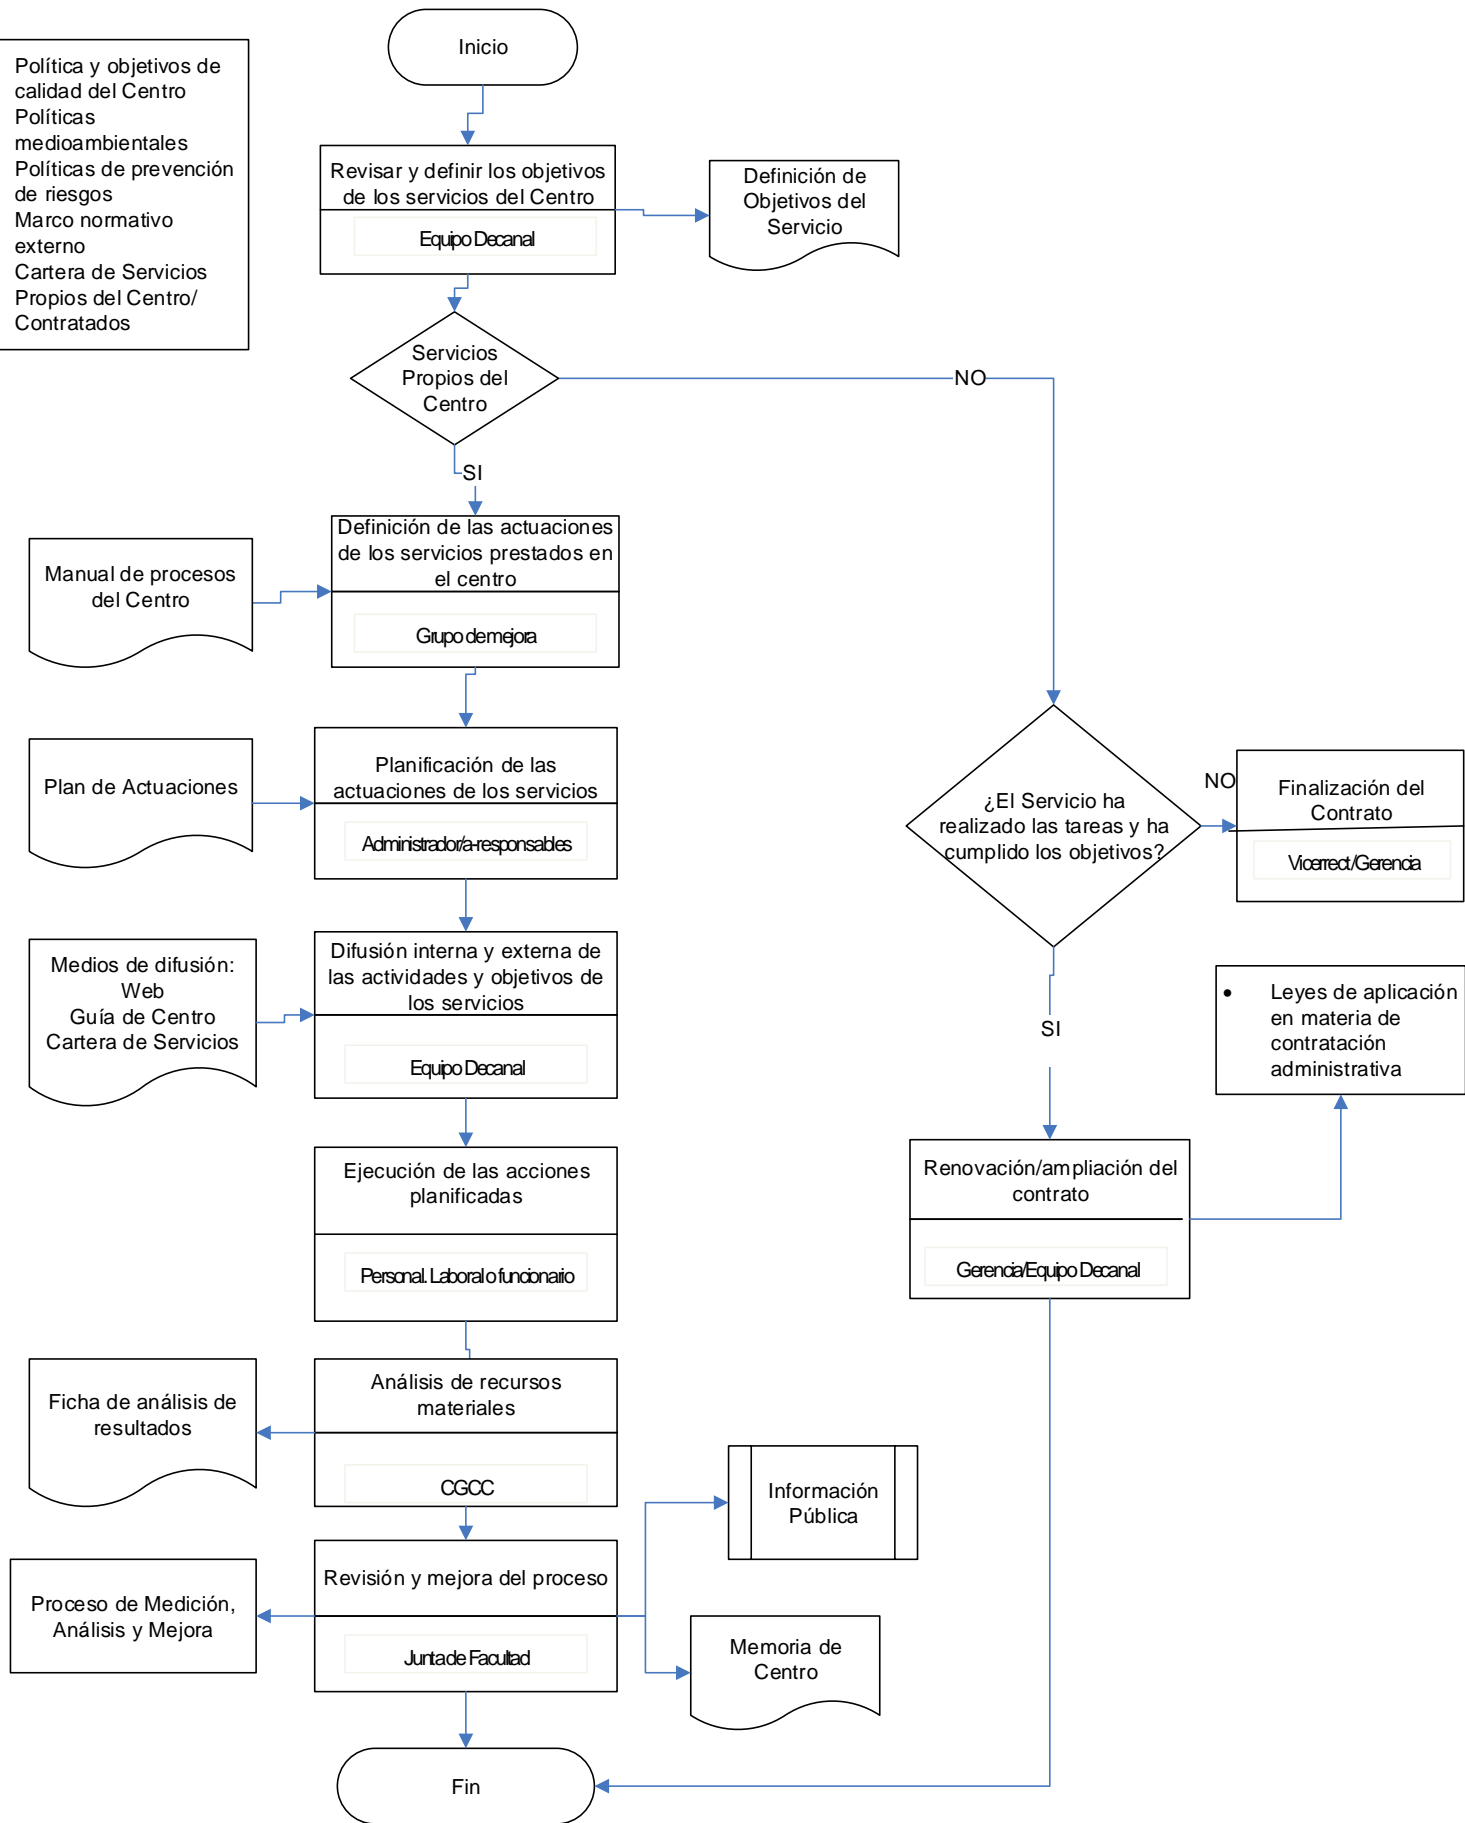 Inicio
Política y objetivos de
calidad del Centro
Políticas
medioambientales
Políticas de prevención
de riesgos
Marco normativo
externo
Cartera de Servicios
Propios del Centro/
Contratados
Revisar y definir los objetivos
de los servicios del Centro
Equipo Decanal
Definición de
Objetivos del
Servicio
Servicios
Propios del
Centro
NO
SI
Definición de las actuaciones
de los servicios prestados en
el centro
Grupo de mejora
Manual de procesos
del Centro
Plan de Actuaciones
Planificación de las
actuaciones de los servicios
Administrador/a-responsables
¿El Servicio ha
realizado las tareas y ha
cumplido los objetivos?
NO
Finalización del
Contrato
Vicerrect/Gerencia
Medios de difusión:
Web
Guía de Centro
Cartera de Servicios
Difusión interna y externa de
las actividades y objetivos de
los servicios
Equipo Decanal
SI
• Leyes de aplicación
en materia de
contratación
administrativa
Ejecución de las acciones
planificadas
Personal. Laboral o funcionario
Renovación/ampliación del
contrato
Gerencia/Equipo Decanal
Ficha de análisis de
resultados
Análisis de recursos
materiales
CGCC
Información
Pública
Proceso de Medición,
Análisis y Mejora
Revisión y mejora del proceso
Junta de Facultad
Memoria de
Centro
Fin